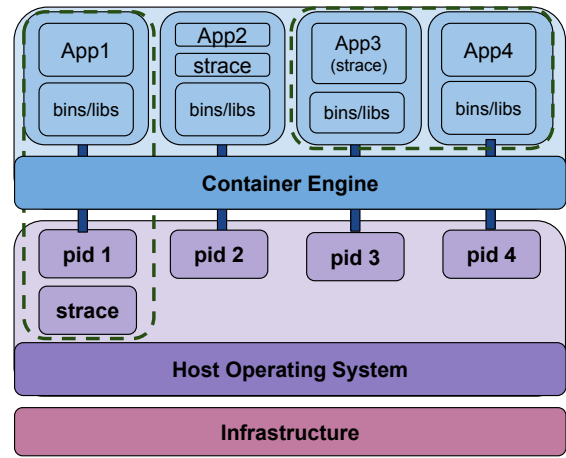 App1
App2
strace
App3
(strace)
App4
bins/libs
bins/libs
bins/libs
bins/libs
Container Engine
pid 1
pid 2
pid 3
pid 4
strace
Host Operating System
Infrastructure